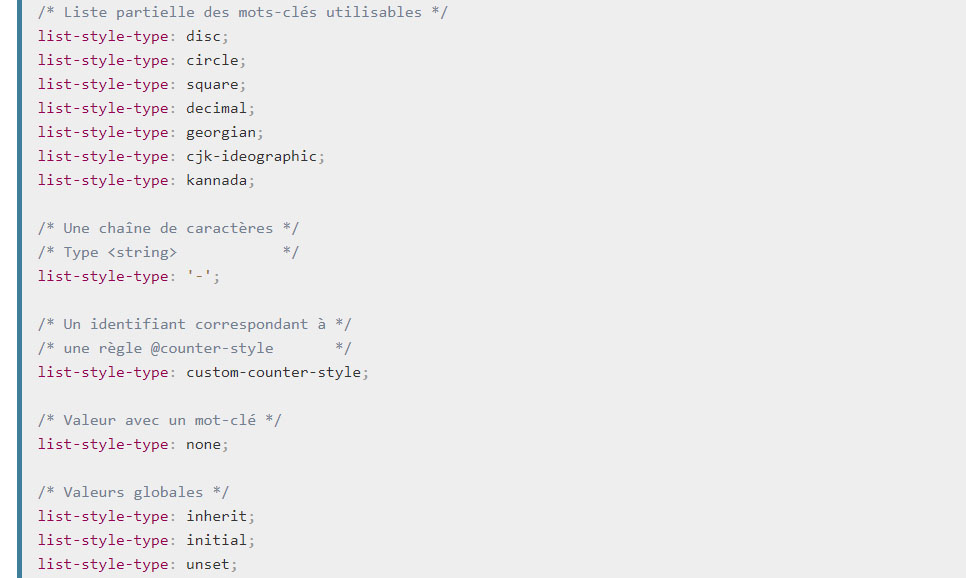 /* Liste partielle des mots-clés utilisables */
list-style-type: disc;
list-style-type: circle;
list-style-type: square;
list-style-type: decimal;
list-style-type: georgian;
list-style-type: cjk-ideographic;
list-style-type: kannada;
/* Une chaîne de caractères */
/* Type <string>            */
list-style-type: '-';
/* Un identifiant correspondant à */
/* une règle @counter-style       */
list-style-type: custom-counter-style;
/* Valeur avec un mot-clé */
list-style-type: none;
/* Valeurs globales */
list-style-type: inherit;
list-style-type: initial;
list-style-type: unset;